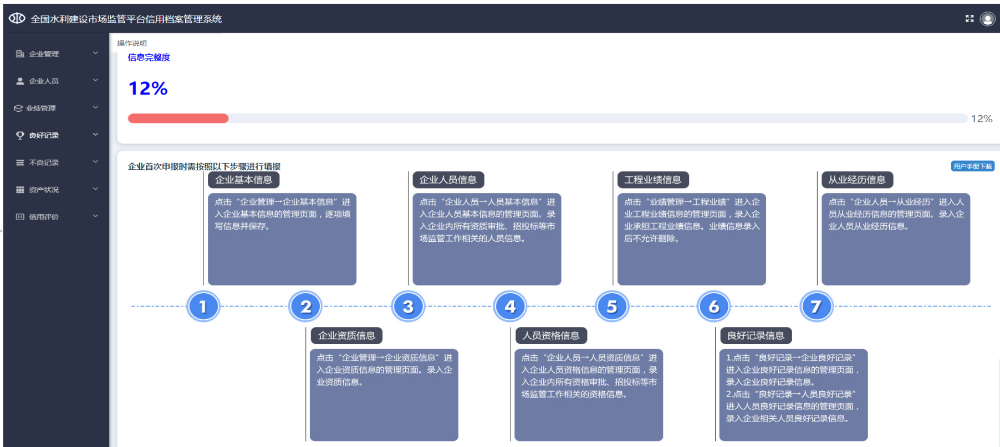 全国水利建设市场监管平台信用档案管理系统
企业管理
企业人员
业绩管理
良好记录
不良记录
资产状况
信用评价
操作说明
信息完整度
12%
12%
企业首次申报时需按照以下步骤进行填报
用户手册下载
企业基本信息
点击“企业管理→企业基本信息”进
入企业基本信息的管理页面，逐项填
写信息并保存。
企业人员信息
点击“企业人员→人员基本信息”进
入企业人员基本信息的管理页面。录
入企业内所有资质审批、招投标等市
场监管工作相关的人员信息。
工程业绩信息
点击“业绩管理→工程业绩”进入企
业工程业绩信息的管理页面，录入企
业承担工程业绩信息。业绩信息录入
后不允许删除。
从业经历信息
点击“企业人员→从业经历”进入人
员从业经历信息的管理页面。录入企
业人员从业经历信息。
1 2 3 4 5 6 7
企业资质信息
点击“企业管理→企业资质信息”进
入企业资质信息的管理页面。录入企
业资质信息。
人员资格信息
点击“企业人员→人员资质信息”进
入企业人员资格信息的管理页面，录
入企业内所有资格审批、招投标等市
场监管工作相关的资格信息。
良好记录信息
1.点击“良好记录→企业良好记录”
进入企业良好记录信息的管理页面，
录入企业良好记录信息。
2.点击“良好记录→人员良好记录”
进入人员良好记录信息的管理页面，
录入企业相关人员良好记录信息。